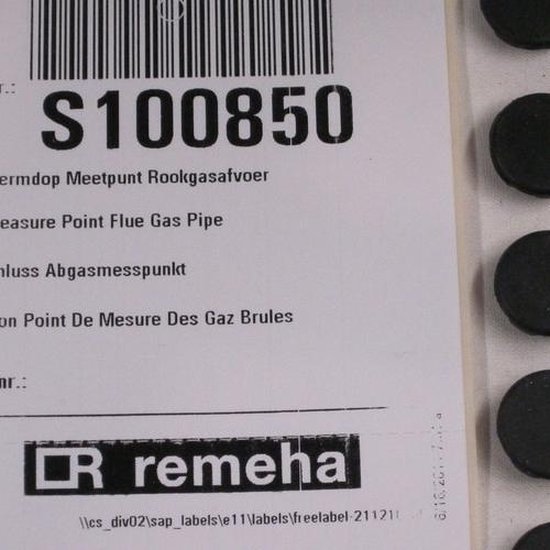 r.:
S100850
ermdop Meetpunt Rookgasafvoer
easure Point Flue Gas Pipe
hluss Abgasmesspunkt
on Point De Mesure Des Gaz Brules
nr.:
remeha
\\cs_div02\sap_labels\e11\labels\freelabel-21121